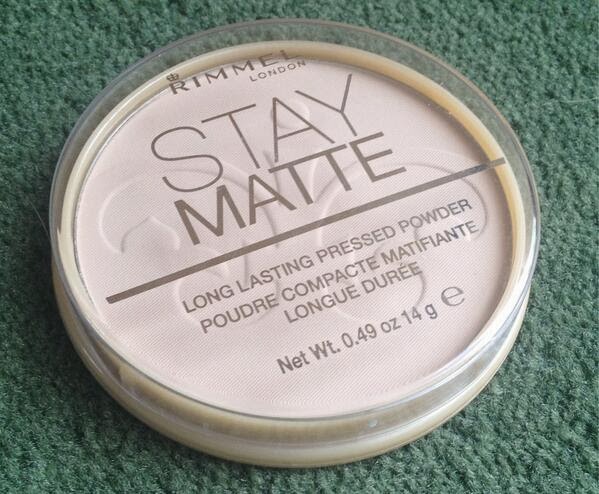 RIMMEL
LONDON
STAY
MATTE
LONG LASTING PRESSED POWDER
POUDRE COMPACTE MATIFIANTE
LONGUE DURÉE
Net Wt. 0.49 oz 14 g ℮